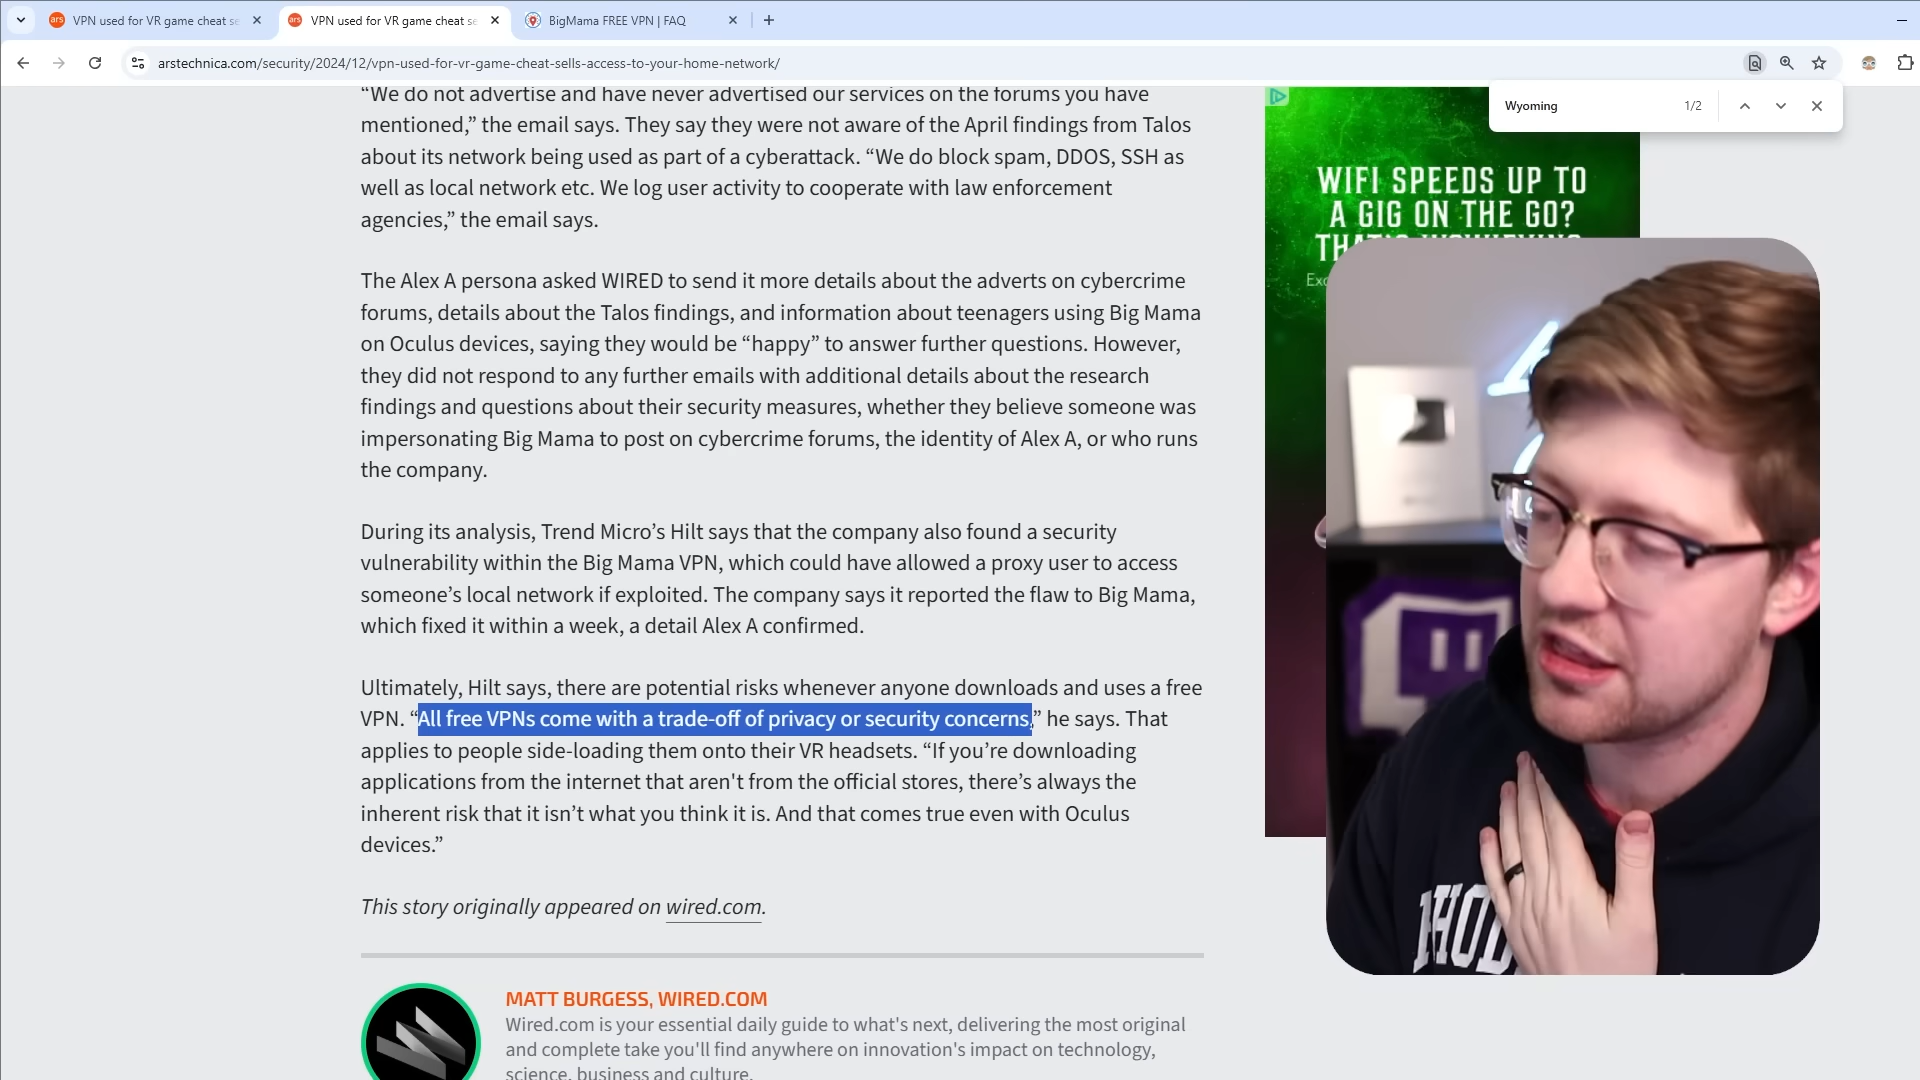 VPN used for VR game cheat se
VPN used for VR game cheat se
BigMama FREE VPN | FAQ
arstechnica.com/security/2024/12/vpn-used-for-vr-game-cheat-sells-access-to-your-home-network/
Wyoming 1/2
“We do not advertise and have never advertised our services on the forums you have
mentioned,” the email says. They say they were not aware of the April findings from Talos
about its network being used as part of a cyberattack. “We do block spam, DDOS, SSH as
well as local network etc. We log user activity to cooperate with law enforcement
agencies,” the email says.
The Alex A persona asked WIRED to send it more details about the adverts on cybercrime
forums, details about the Talos findings, and information about teenagers using Big Mama
on Oculus devices, saying they would be “happy” to answer further questions. However,
they did not respond to any further emails with additional details about the research
findings and questions about their security measures, whether they believe someone was
impersonating Big Mama to post on cybercrime forums, the identity of Alex A, or who runs
the company.
During its analysis, Trend Micro’s Hilt says that the company also found a security
vulnerability within the Big Mama VPN, which could have allowed a proxy user to access
someone’s local network if exploited. The company says it reported the flaw to Big Mama,
which fixed it within a week, a detail Alex A confirmed.
Ultimately, Hilt says, there are potential risks whenever anyone downloads and uses a free
VPN. “All free VPNs come with a trade-off of privacy or security concerns,” he says. That
applies to people side-loading them onto their VR headsets. “If you’re downloading
applications from the internet that aren't from the official stores, there’s always the
inherent risk that it isn’t what you think it is. And that comes true even with Oculus
devices.”
This story originally appeared on wired.com.
MATT BURGESS, WIRED.COM
Wired.com is your essential daily guide to what's next, delivering the most original
and complete take you'll find anywhere on innovation's impact on technology,
science, business and culture.
ars
ars
WIFI SPEEDS UP TO
A GIG ON THE GO?